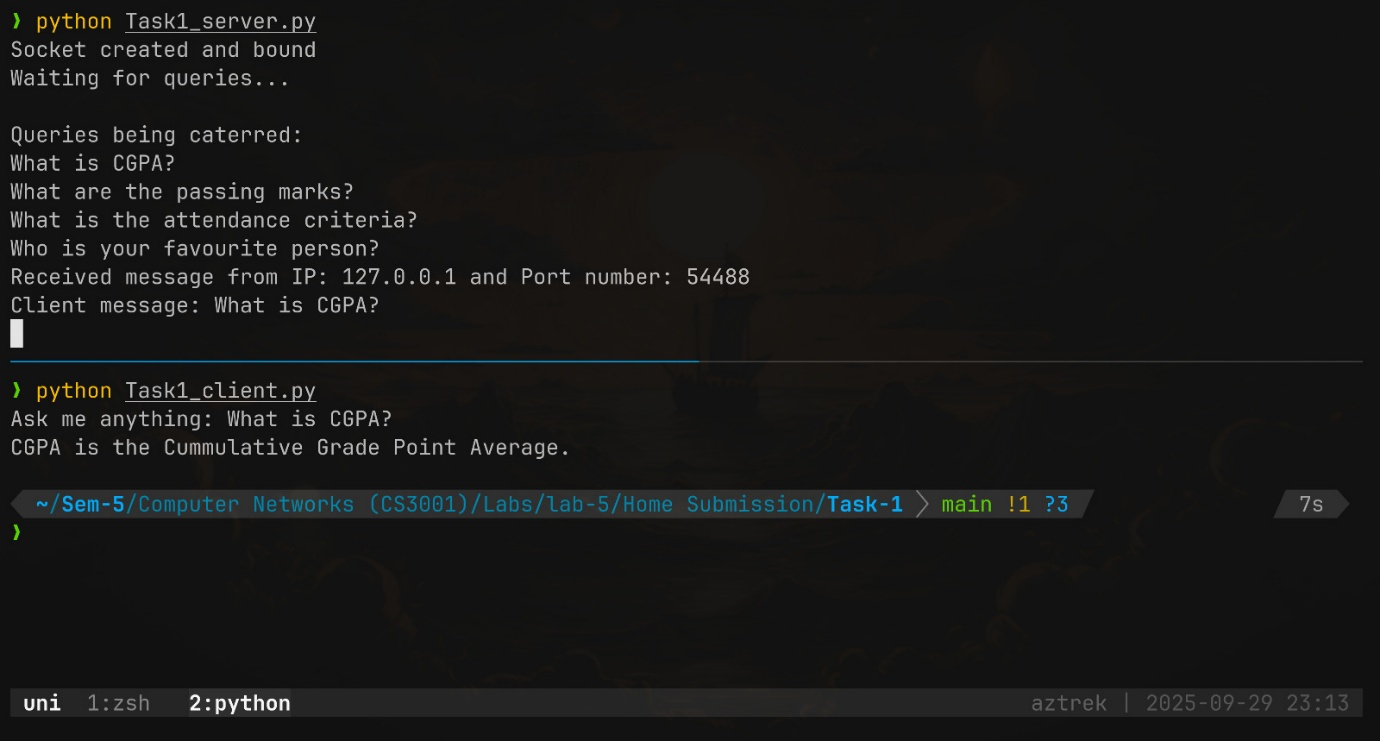 ❯ python Task1_server.py
Socket created and bound
Waiting for queries...
Queries being caterred:
What is CGPA?
What are the passing marks?
What is the attendance criteria?
Who is your favourite person?
Received message from IP: 127.0.0.1 and Port number: 54488
Client message: What is CGPA?
❯ python Task1_client.py
Ask me anything: What is CGPA?
CGPA is the Cummulative Grade Point Average.
~/Sem-5/Computer Networks (CS3001)/Labs/lab-5/Home Submission/Task-1 main !1 ?3 7s
❯
uni 1:zsh 2:python aztrek | 2025-09-29 23:13